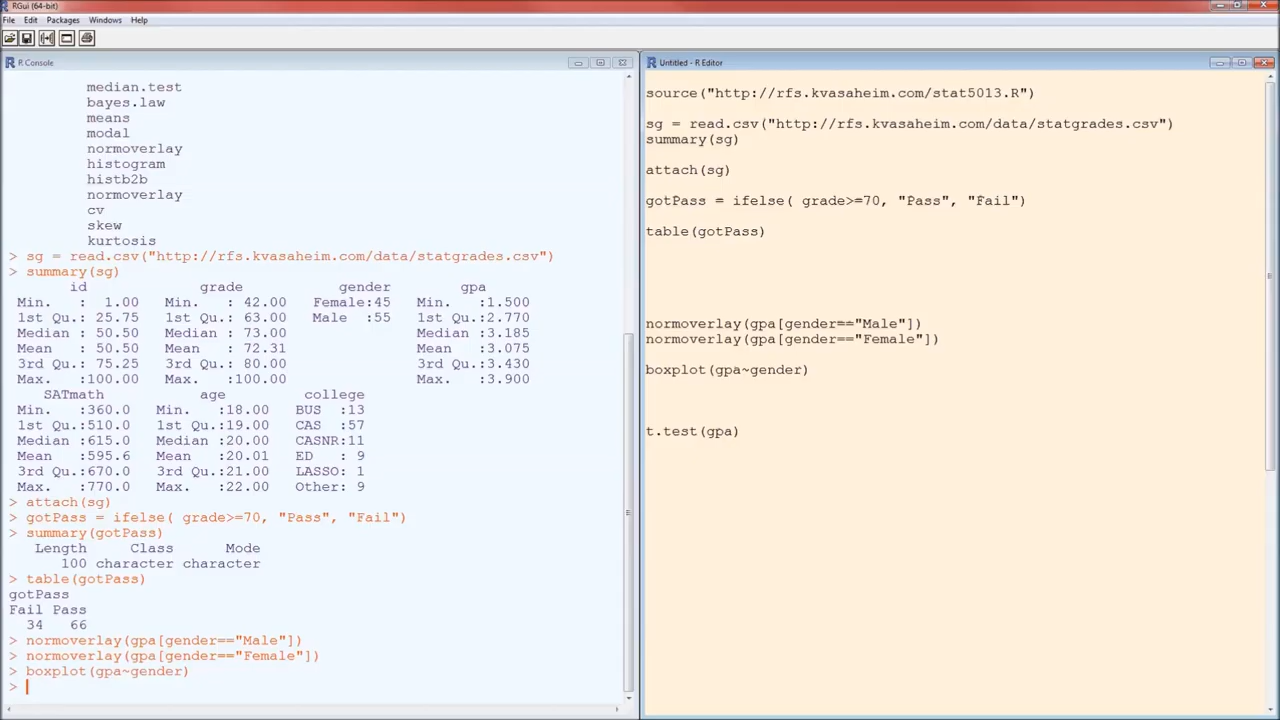 RGui (64-bit)
File Edit Packages Windows Help
R Console
median.test
bayes.law
means
modal
normoverlay
histogram
histb2b
normoverlay
cv
skew
kurtosis
> sg = read.csv("http://rfs.kvasaheim.com/data/statgrades.csv")
> summary(sg)
id grade gender gpa
Min. : 1.00 Min. : 42.00 Female:45 Min. :1.500
1st Qu.: 25.75 1st Qu.: 63.00 Male :55 1st Qu.:2.770
Median : 50.50 Median : 73.00 Median :3.185
Mean : 50.50 Mean : 72.31 Mean :3.075
3rd Qu.: 75.25 3rd Qu.: 80.00 3rd Qu.:3.430
Max. :100.00 Max. :100.00 Max. :3.900
SATmath age college
Min. :360.0 Min. :18.00 BUS :13
1st Qu.:510.0 1st Qu.:19.00 CAS :57
Median :615.0 Median :20.00 CASNR:11
Mean :595.6 Mean :20.01 ED : 9
3rd Qu.:670.0 3rd Qu.:21.00 LASSO: 1
Max. :770.0 Max. :22.00 Other: 9
> attach(sg)
> gotPass = ifelse( grade>=70, "Pass", "Fail")
> summary(gotPass)
Length Class Mode
100 character character
> table(gotPass)
gotPass
Fail Pass
34 66
> normoverlay(gpa[gender=="Male"])
> normoverlay(gpa[gender=="Female"])
> boxplot(gpa~gender)
>
Untitled - R Editor
source("http://rfs.kvasaheim.com/stat5013.R")
sg = read.csv("http://rfs.kvasaheim.com/data/statgrades.csv")
summary(sg)
attach(sg)
gotPass = ifelse( grade>=70, "Pass", "Fail")
table(gotPass)
normoverlay(gpa[gender=="Male"])
normoverlay(gpa[gender=="Female"])
boxplot(gpa~gender)
t.test(gpa)